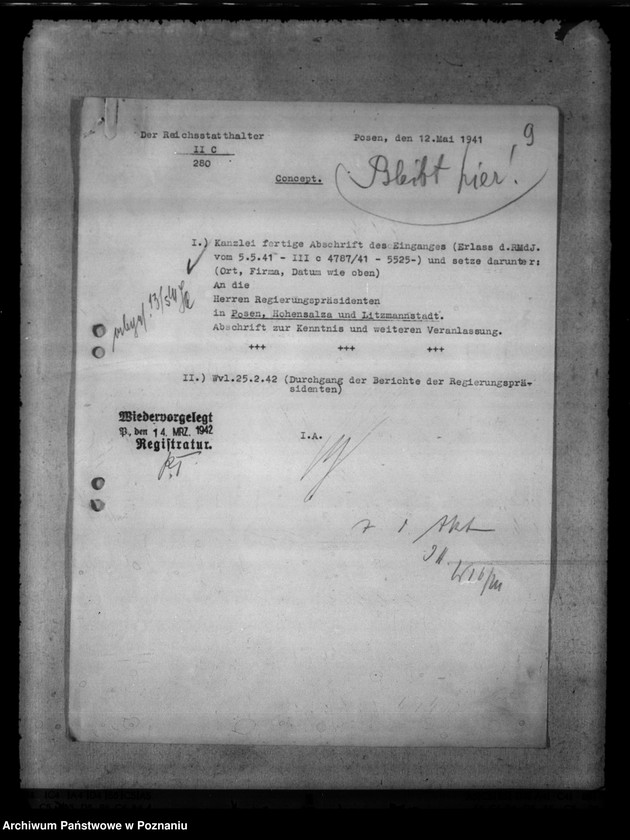 Der Reichsstatthalter
II C
280
Posen, den 12.Mai 1941
9
Concept.
Bleibt hier!
I.) Kanzlei fertige Abschrift des Einganges (Erlass d.RMdJ.
vom 5.5.41 - III c 4787/41 - 5525-) und setze darunter:
(Ort, Firma, Datum wie oben)
An die
Herren Regierungspräsidenten
in Posen, Hohensalza und Litzmannstadt.
Abschrift zur Kenntnis und weiteren Veranlassung.
+++ +++ +++
II.) Wvl.25.2.42 (Durchgang der Berichte der Regierungsprä-
sidenten)
Wiedervorgelegt
P., den 14. MRZ. 1942
Registratur.
I.A.
z. d. Akt
Archiwum Państwowe w Poznaniu